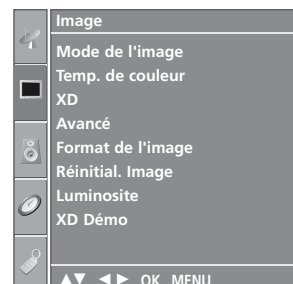 Image
Mode de l'image
Temp. de couleur
XD
Avancé
Format de l'image
Réinitial. Image
Luminosite
XD Démo
▲▼ ◄► OK MENU